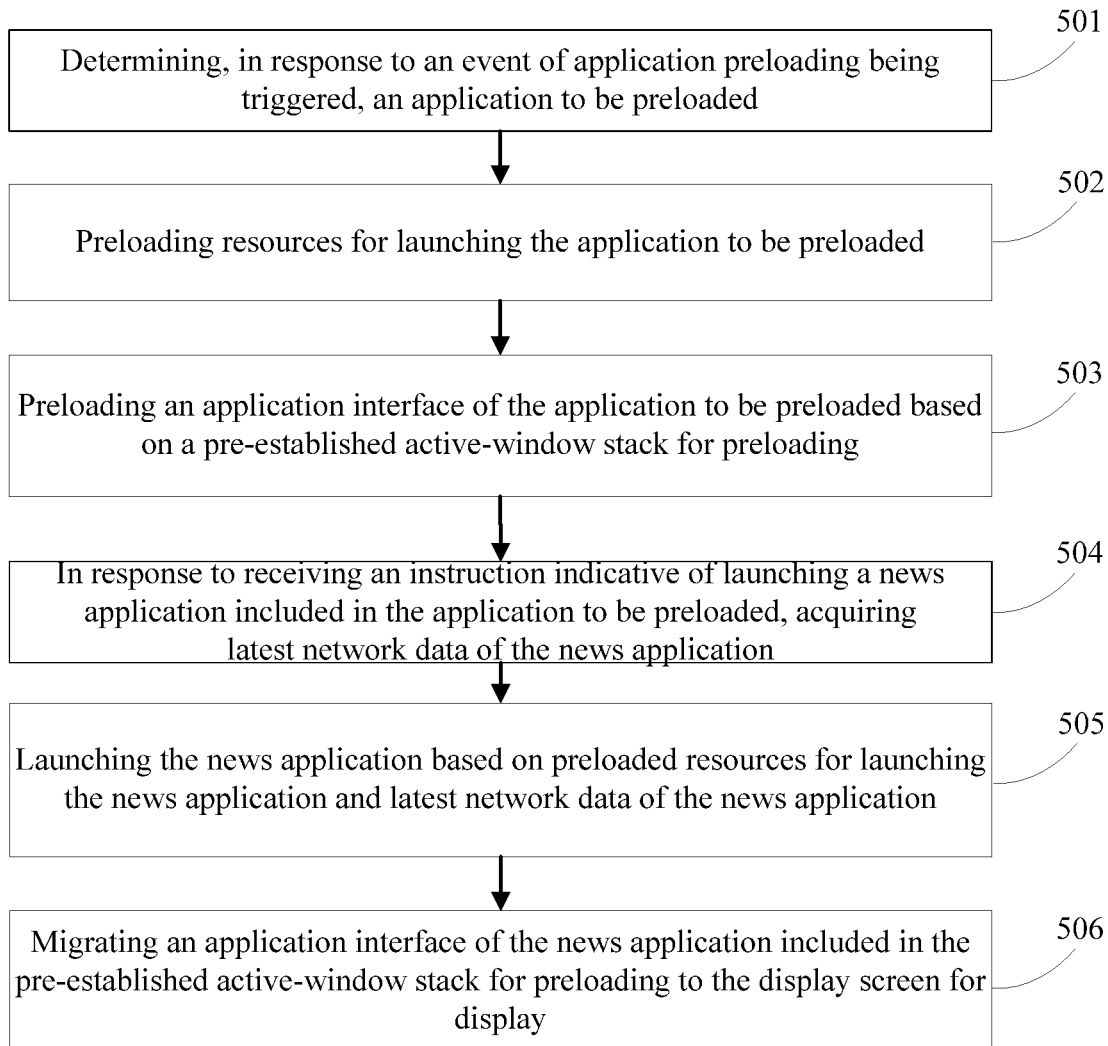 501
Determining, in response to an event of application preloading being
triggered, an application to be preloaded
502
Preloading resources for launching the application to be preloaded
503
Preloading an application interface of the application to be preloaded based
on a pre-established active-window stack for preloading
504
In response to receiving an instruction indicative of launching a news
application included in the application to be preloaded, acquiring
latest network data of the news application
505
Launching the news application based on preloaded resources for launching
the news application and latest network data of the news application
506
Migrating an application interface of the news application included in the
pre-established active-window stack for preloading to the display screen for
display